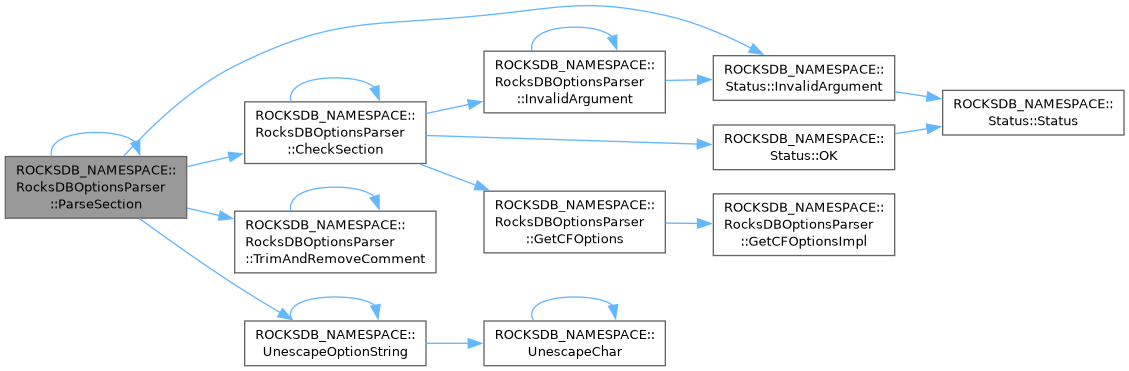 ROCKSDB_NAMESPACE::
RocksDBOptionsParser
::ParseSection
ROCKSDB_NAMESPACE::
RocksDBOptionsParser
::CheckSection
ROCKSDB_NAMESPACE::
RocksDBOptionsParser
::InvalidArgument
ROCKSDB_NAMESPACE::
Status::InvalidArgument
ROCKSDB_NAMESPACE::
Status::Status
ROCKSDB_NAMESPACE::
Status::OK
ROCKSDB_NAMESPACE::
RocksDBOptionsParser
::GetCFOptions
ROCKSDB_NAMESPACE::
RocksDBOptionsParser
::GetCFOptionsImpl
ROCKSDB_NAMESPACE::
RocksDBOptionsParser
::TrimAndRemoveComment
ROCKSDB_NAMESPACE::
UnescapeOptionString
ROCKSDB_NAMESPACE::
UnescapeChar